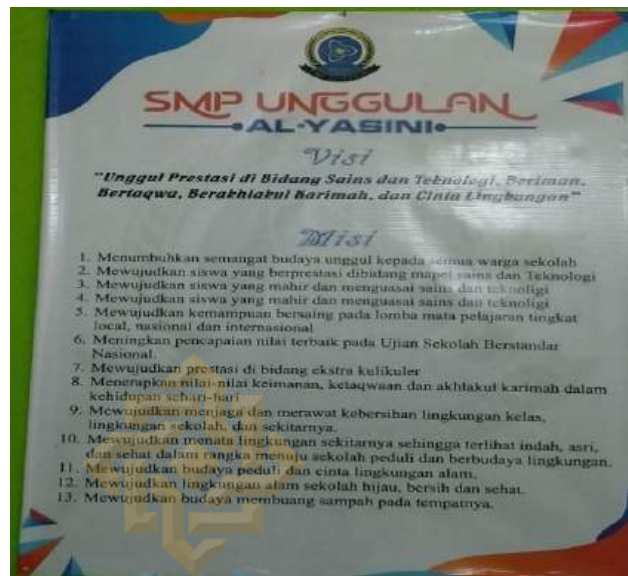 SMP UNGGULAN
AL-YASINI
Visi
"Unggul Prestasi di Bidang Sains dan Teknologi, Beriman,
Bertaqwa, Berakhlakul Karimah, dan Cinta Lingkungan"
Misi
1. Menumbuhkan semangat budaya unggul kepada semua warga sekolah
2. Mewujudkan siswa yang berprestasi dibidang mapel sains dan Teknologi
3. Mewujudkan siswa yang mahir dan menguasai sains dan teknoligi
4. Mewujudkan siswa yang mahir dan menguasai sains dan teknoligi
5. Mewujudkan kemampuan bersaing pada lomba mata pelajaran tingkat
local, nasional dan internasional
6. Meningkan pencapaian nilai terbaik pada Ujian Sekolah Berstandar
Nasional.
7. Mewujudkan prestasi di bidang ekstra kulikuler
8. Menerapkan nilai-nilai keimanan, ketaqwaan dan akhlakul karimah dalam
kehidupan sehari-hari
9. Mewujudkan menjaga dan merawat kebersihan lingkungan kelas,
lingkungan sekolah, dan sekitarnya.
10. Mewujudkan menata lingkungan sekitarnya sehingga terlihat indah, asri,
dan sehat dalam rangka menuju sekolah peduli dan berbudaya lingkungan.
11. Mewujudkan budaya peduli dan cinta lingkungan alam.
12. Mewujudkan lingkungan alam sekolah hijau, bersih dan sehat.
13. Mewujudkan budaya membuang sampah pada tempatnya.